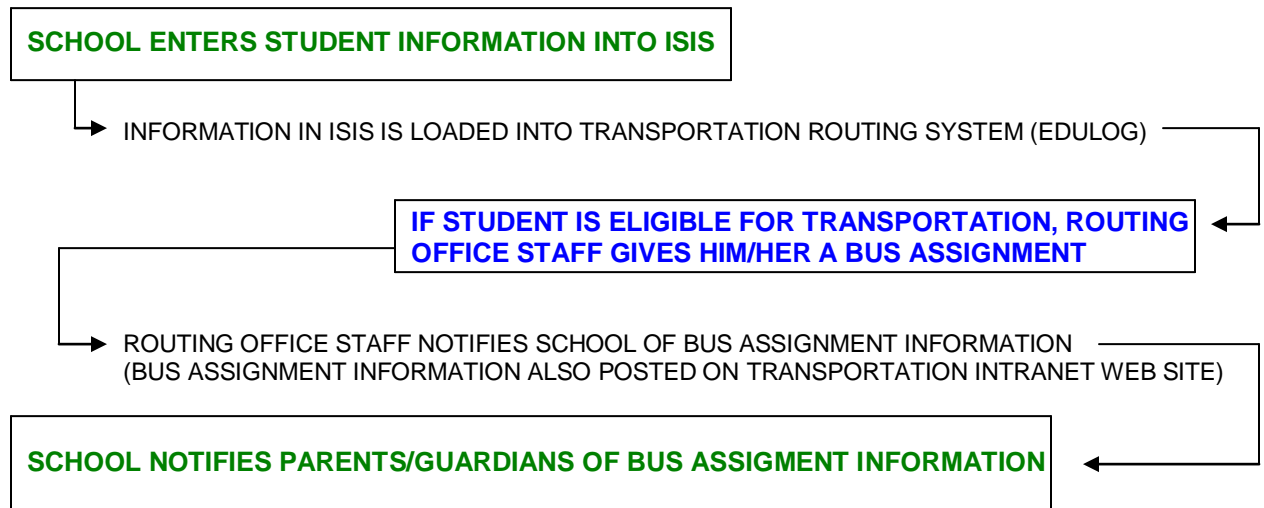 SCHOOL ENTERS STUDENT INFORMATION INTO ISIS
INFORMATION IN ISIS IS LOADED INTO TRANSPORTATION ROUTING SYSTEM (EDULOG)
IF STUDENT IS ELIGIBLE FOR TRANSPORTATION, ROUTING
OFFICE STAFF GIVES HIM/HER A BUS ASSIGNMENT
ROUTING OFFICE STAFF NOTIFIES SCHOOL OF BUS ASSIGNMENT INFORMATION
(BUS ASSIGNMENT INFORMATION ALSO POSTED ON TRANSPORTATION INTRANET WEB SITE)
SCHOOL NOTIFIES PARENTS/GUARDIANS OF BUS ASSIGMENT INFORMATION